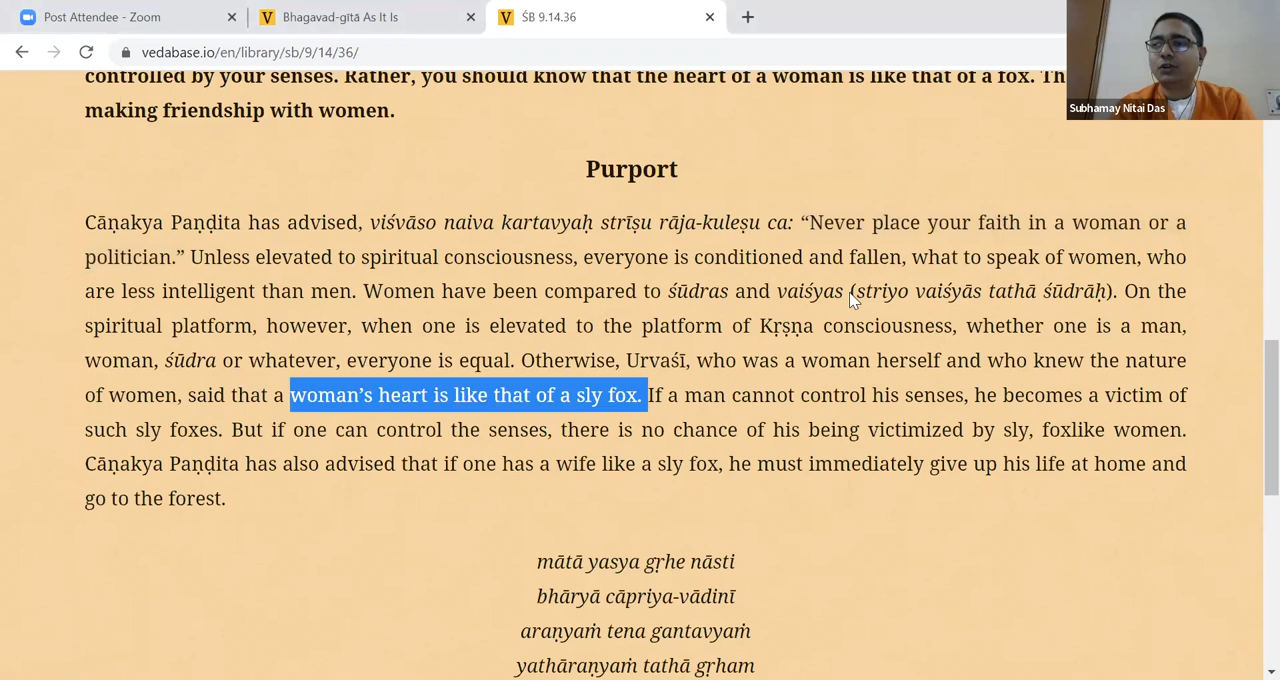 Post Attendee - Zoom
Bhagavad-gītā As It Is
ŚB 9.14.36
vedabase.io/en/library/sb/9/14/36/
Subhamay Nitai Das
controlled by your senses. Rather, you should know that the heart of a woman is like that of a fox. Th
making friendship with women.
Purport
Cāṇakya Paṇḍita has advised, viśvāso naiva kartavyaḥ strīṣu rāja-kuleṣu ca: “Never place your faith in a woman or a
politician.” Unless elevated to spiritual consciousness, everyone is conditioned and fallen, what to speak of women, who
are less intelligent than men. Women have been compared to śūdras and vaiśyas (striyo vaiśyās tathā śūdrāḥ). On the
spiritual platform, however, when one is elevated to the platform of Kṛṣṇa consciousness, whether one is a man,
woman, śūdra or whatever, everyone is equal. Otherwise, Urvaśī, who was a woman herself and who knew the nature
of women, said that a woman’s heart is like that of a sly fox. If a man cannot control his senses, he becomes a victim of
such sly foxes. But if one can control the senses, there is no chance of his being victimized by sly, foxlike women.
Cāṇakya Paṇḍita has also advised that if one has a wife like a sly fox, he must immediately give up his life at home and
go to the forest.
mātā yasya gṛhe nāsti
bhāryā cāpriya-vādinī
araṇyaṁ tena gantavyaṁ
yathāraṇyaṁ tathā gṛham